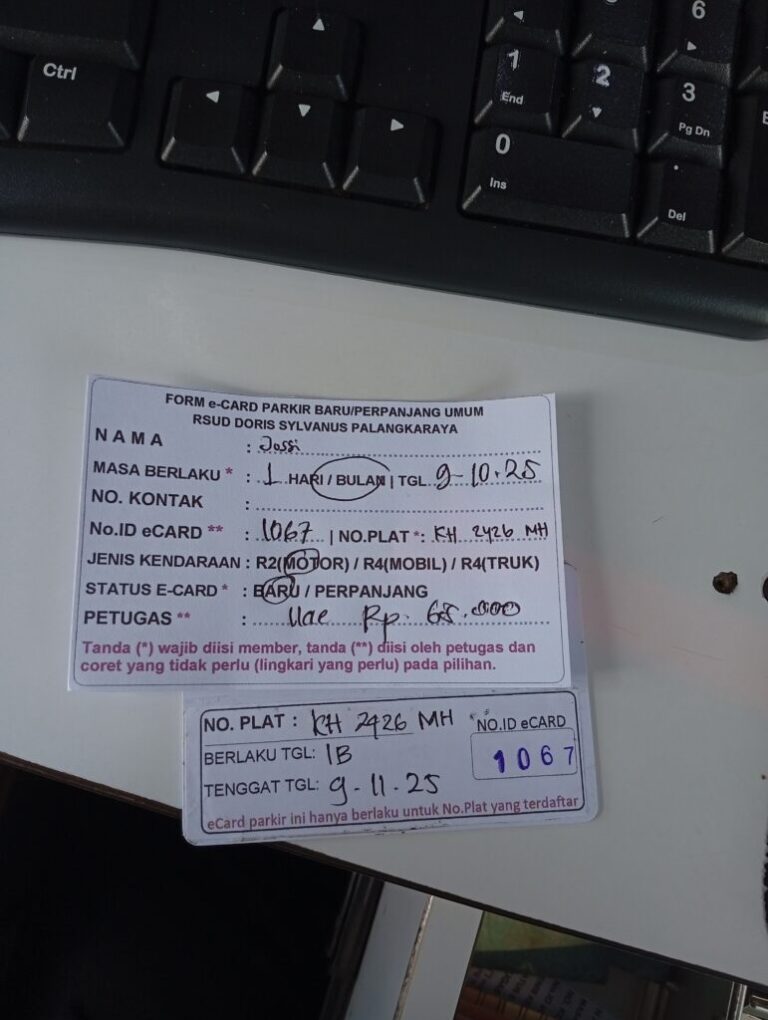 Ctrl
6
1
End
2
3
Pg Dn
0
Ins
.
Del
FORM e-CARD PARKIR BARU/PERPANJANG UMUM
RSUD DORIS SYLVANUS PALANGKARAYA
NAMA : Jossi
MASA BERLAKU * : 1 HARI / BULAN | TGL 9-10.25
NO. KONTAK :
No.ID eCARD ** : 1067 | NO.PLAT *: KH 2426 MH
JENIS KENDARAAN : R2(MOTOR) / R4(MOBIL) / R4(TRUK)
STATUS E-CARD * : BARU / PERPANJANG
PETUGAS ** : Rp. 65.000
Tanda (*) wajib diisi member, tanda (**) diisi oleh petugas dan
coret yang tidak perlu (lingkari yang perlu) pada pilihan.
NO. PLAT : KH 2426 MH
NO.ID eCARD
1067
BERLAKU TGL: 1B
TENGGAT TGL: 9-11.25
eCard parkir ini hanya berlaku untuk No.Plat yang terdaftar